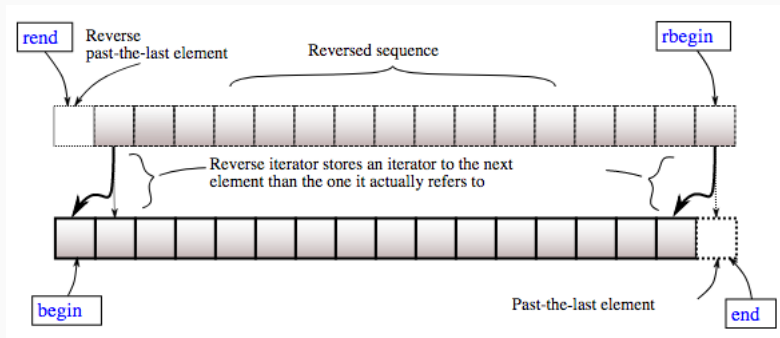 rend
Reverse
past-the-last element
Reversed sequence
rbegin
Reverse iterator stores an iterator to the next
element than the one it actually refers to
begin
Past-the-last element
end